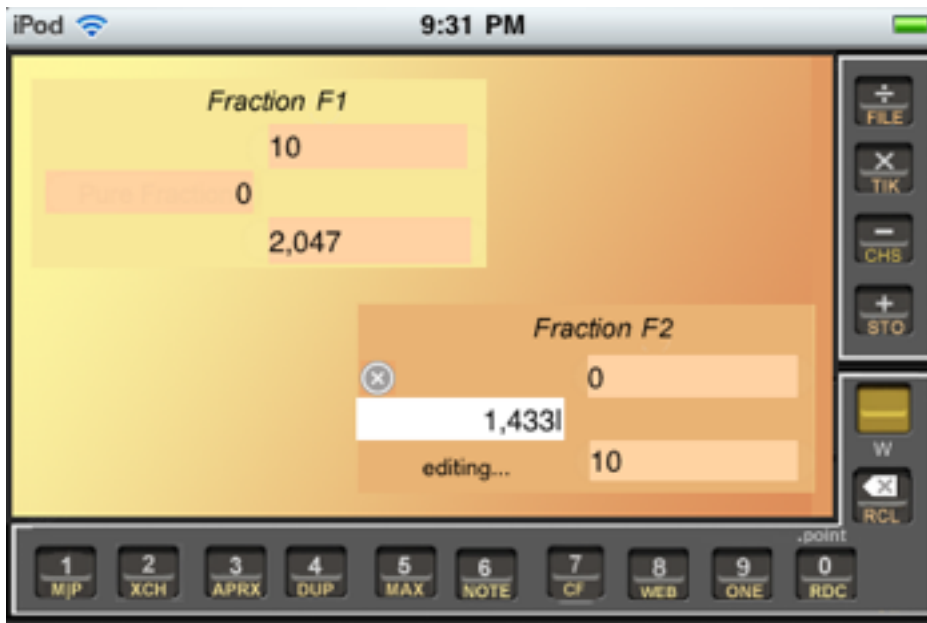 iPod 9:31 PM
Fraction F1
10
Pure Fraction 0
2,047
Fraction F2
0
1,433
editing...
10
÷
FILE
×
TIK
−
CHS
+
STO
W
RCL
.point
1 2 3 4 5 6 7 8 9 0
M|P XCH APRX DUP MAX NOTE CF WEB ONE RDC